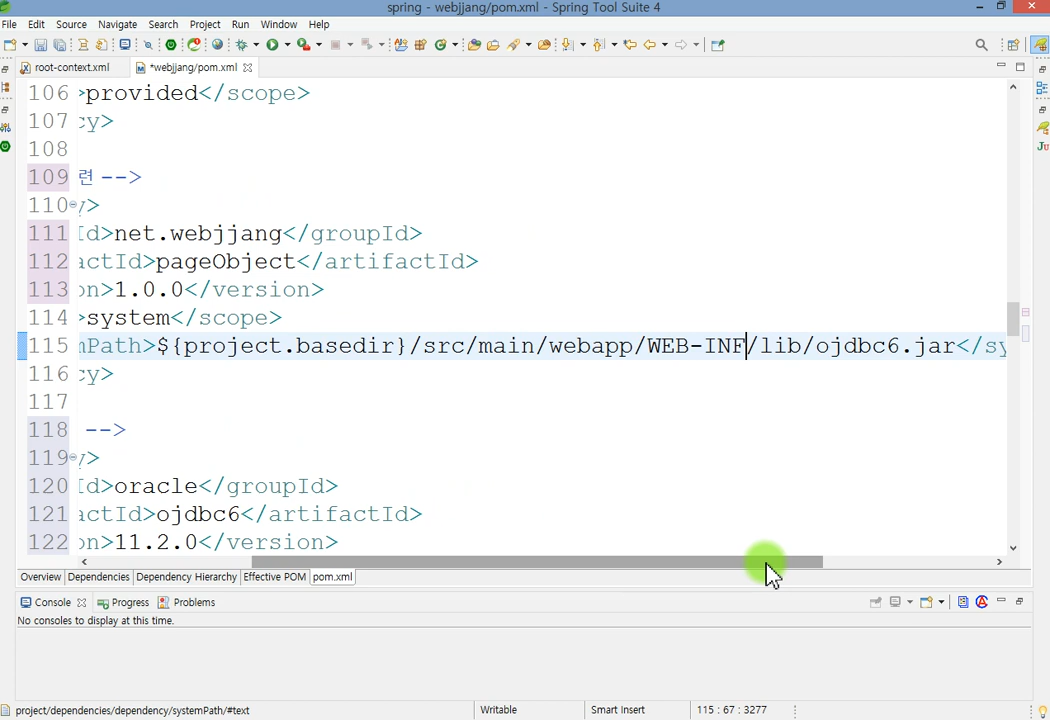 spring - webjjang/pom.xml - Spring Tool Suite 4
File Edit Source Navigate Search Project Run Window Help
root-context.xml *webjjang/pom.xml
106 >provided</scope>
107 cy>
108
109 련 -->
110 y>
111 Id>net.webjjang</groupId>
112 actId>pageObject</artifactId>
113 on>1.0.0</version>
114 >system</scope>
115 mPath>${project.basedir}/src/main/webapp/WEB-INF/lib/ojdbc6.jar</sy
116 cy>
117
118 -->
119 y>
120 Id>oracle</groupId>
121 actId>ojdbc6</artifactId>
122 on>11.2.0</version>
Overview Dependencies Dependency Hierarchy Effective POM pom.xml
Console Progress Problems
No consoles to display at this time.
project/dependencies/dependency/systemPath/#text Writable Smart Insert 115 : 67 : 3277